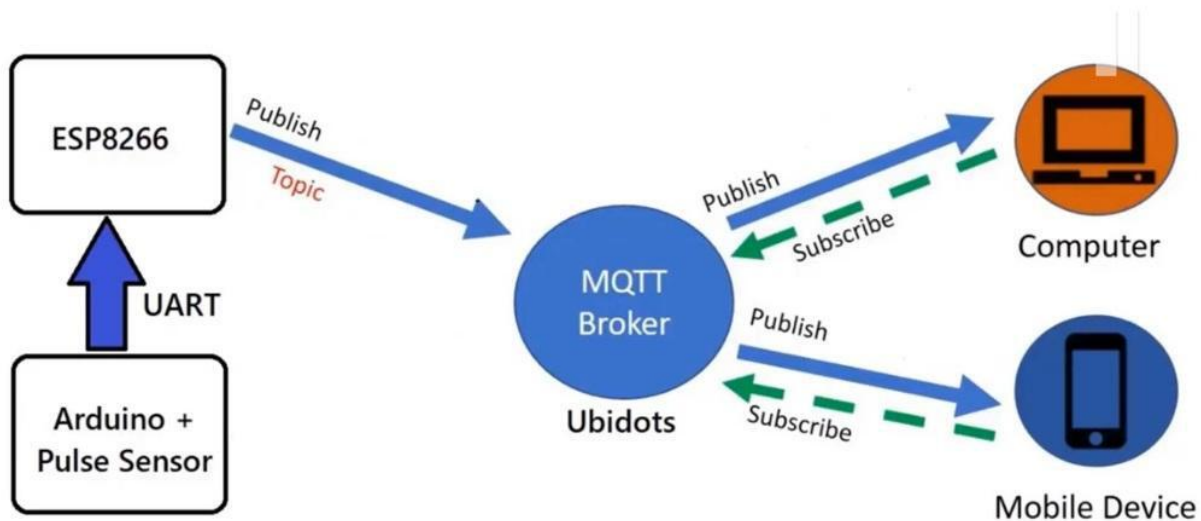 ESP8266
Publish
Topic
UART
Arduino +
Pulse Sensor
MQTT
Broker
Ubidots
Publish
Subscribe
Computer
Publish
Subscribe
Mobile Device